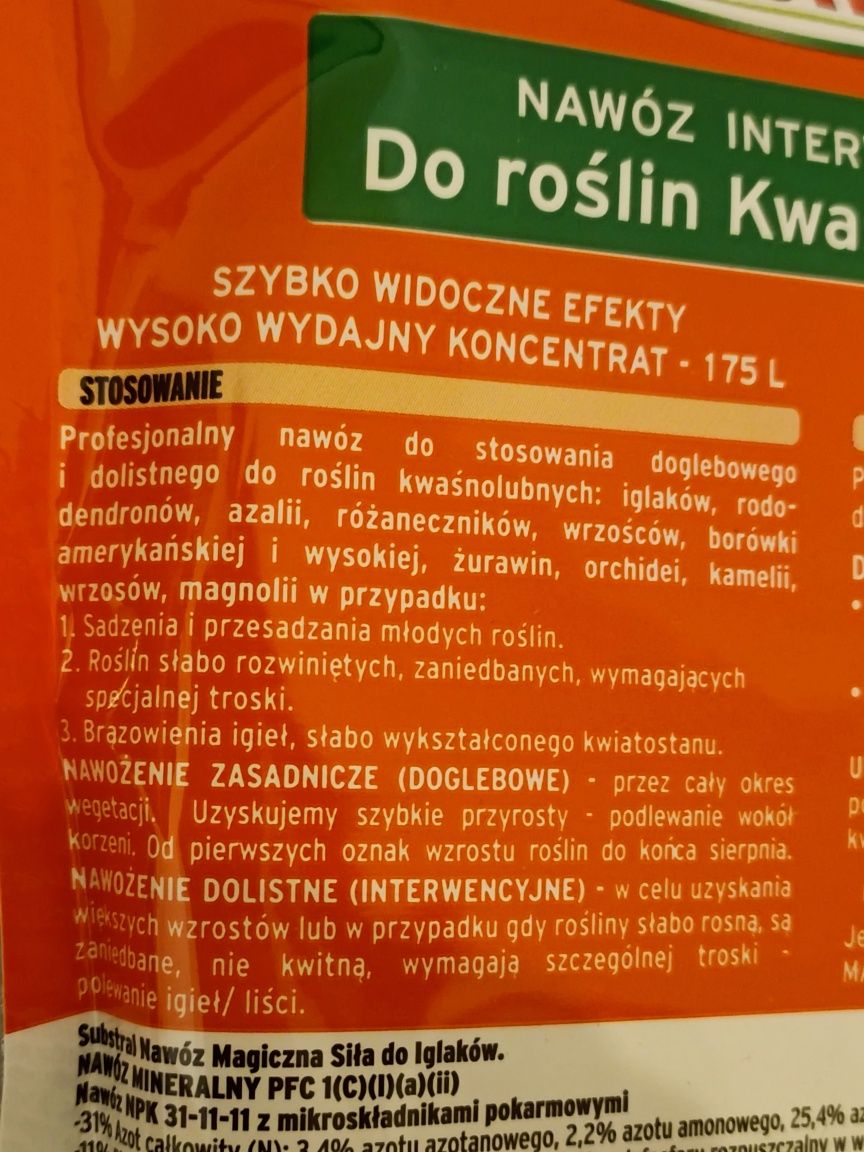 NAWÓZ INTER
Do roślin Kwa
SZYBKO WIDOCZNE EFEKTY
WYSOKO WYDAJNY KONCENTRAT - 175 L
STOSOWANIE
Profesjonalny nawóz do stosowania doglebowego
i dolistnego do roślin kwaśnolubnych: iglaków, rodo-
dendronów, azalii, różaneczników, wrzośców, borówki
amerykańskiej i wysokiej, żurawin, orchidei, kamelii,
wrzosów, magnolii w przypadku:
1. Sadzenia i przesadzania młodych roślin.
2. Roślin słabo rozwiniętych, zaniedbanych, wymagających
specjalnej troski.
3. Brązowienia igieł, słabo wykształconego kwiatostanu.
NAWOŻENIE ZASADNICZE (DOGLEBOWE) - przez cały okres
wegetacji. Uzyskujemy szybkie przyrosty - podlewanie wokół
korzeni. Od pierwszych oznak wzrostu roślin do końca sierpnia.
NAWOŻENIE DOLISTNE (INTERWENCYJNE) - w celu uzyskania
większych wzrostów lub w przypadku gdy rośliny słabo rosną, są
zaniedbane, nie kwitną, wymagają szczególnej troski -
polewanie igieł/ liści.
Substral Nawóz Magiczna Siła do Iglaków.
NAWÓZ MINERALNY PFC 1(C)(I)(a)(ii)
Nawóz NPK 31-11-11 z mikroskładnikami pokarmowymi
-31% Azot całkowity (N): 3,4% azotu azotanowego, 2,2% azotu amonowego, 25,4% az